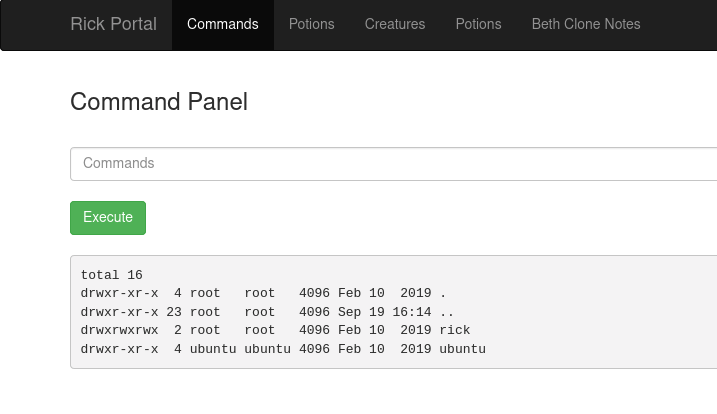 Rick Portal Commands Potions Creatures Potions Beth Clone Notes
Command Panel
Commands
Execute
total 16
drwxr-xr-x  4 root   root   4096 Feb 10  2019 .
drwxr-xr-x 23 root   root   4096 Sep 19 16:14 ..
drwxrwxrwx  2 root   root   4096 Feb 10  2019 rick
drwxr-xr-x  4 ubuntu ubuntu 4096 Feb 10  2019 ubuntu